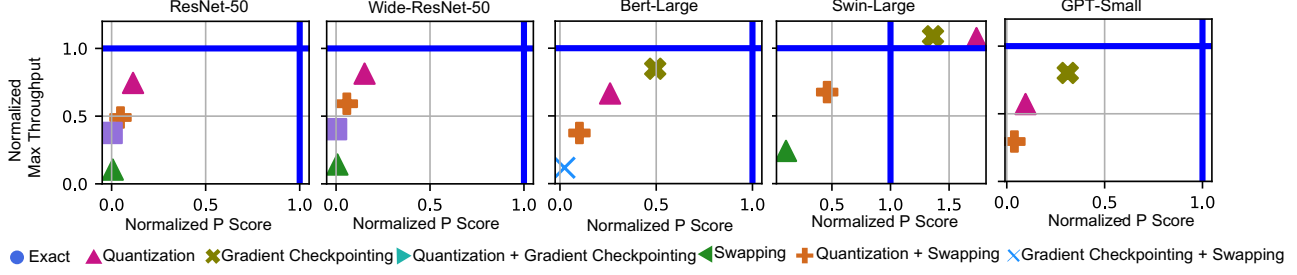 ResNet-50 Wide-ResNet-50 Bert-Large Swin-Large GPT-Small
Normalized
Max Throughput
1.0
0.5
0.0
0.0 0.5 1.0 0.0 0.5 1.0 0.0 0.5 1.0 0.5 1.0 1.5 0.0 0.5 1.0
Normalized P Score Normalized P Score Normalized P Score Normalized P Score Normalized P Score
Exact Quantization Gradient Checkpointing Quantization + Gradient Checkpointing Swapping Quantization + Swapping Gradient Checkpointing + Swapping